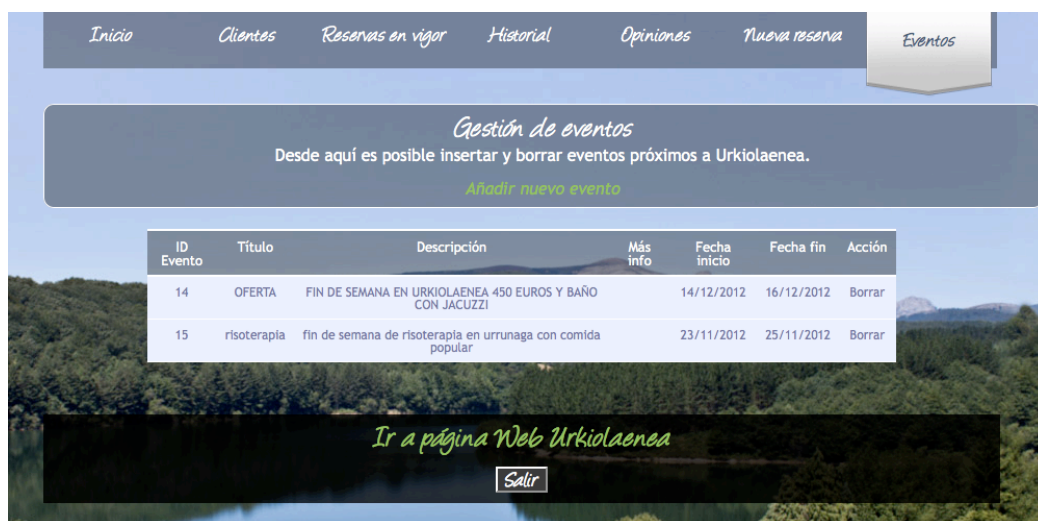 Inicio Clientes Reservas en vigor Historial Opiniones Nueva reserva Eventos
Gestión de eventos
Desde aquí es posible insertar y borrar eventos próximos a Urkiolaenea.
Añadir nuevo evento
ID Evento Título Descripción Más info Fecha inicio Fecha fin Acción
14 OFERTA FIN DE SEMANA EN URKIOLAENEA 450 EUROS Y BAÑO CON JACUZZI 14/12/2012 16/12/2012 Borrar
15 risoterapia fin de semana de risoterapia en urrunaga con comida popular 23/11/2012 25/11/2012 Borrar
Ir a página Web Urkiolaenea
Salir